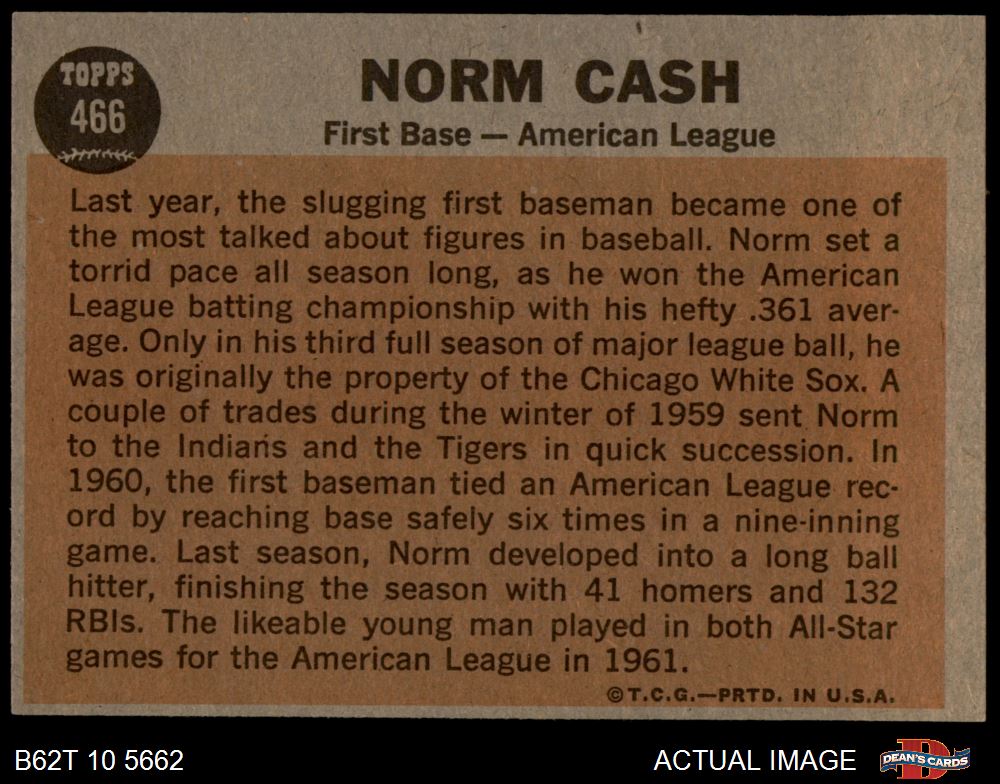 TOPPS
466
NORM CASH
First Base — American League
Last year, the slugging first baseman became one of
the most talked about figures in baseball. Norm set a
torrid pace all season long, as he won the American
League batting championship with his hefty .361 aver-
age. Only in his third full season of major league ball, he
was originally the property of the Chicago White Sox. A
couple of trades during the winter of 1959 sent Norm
to the Indians and the Tigers in quick succession. In
1960, the first baseman tied an American League rec-
ord by reaching base safely six times in a nine-inning
game. Last season, Norm developed into a long ball
hitter, finishing the season with 41 homers and 132
RBIs. The likeable young man played in both All-Star
games for the American League in 1961.
©T.C.G.—PRTD. IN U.S.A.
B62T 10 5662
ACTUAL IMAGE
DEAN'S CARDS